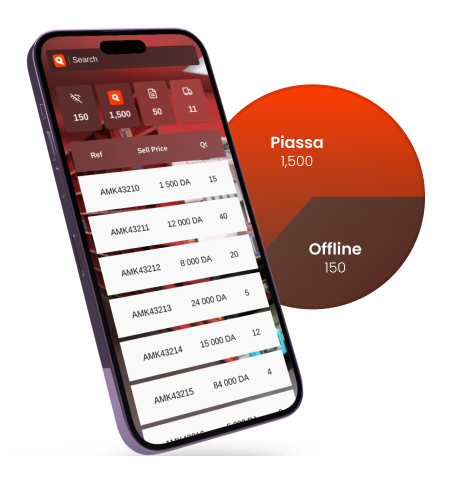 Search
150
1,500
50
11
Ref Sell Price Qt
AMK43210 1 500 DA 15
AMK43211 12 000 DA 40
AMK43212 8 000 DA 20
AMK43213 24 000 DA 5
AMK43214 15 000 DA 12
AMK43215 84 000 DA 4
Piassa
1,500
Offline
150